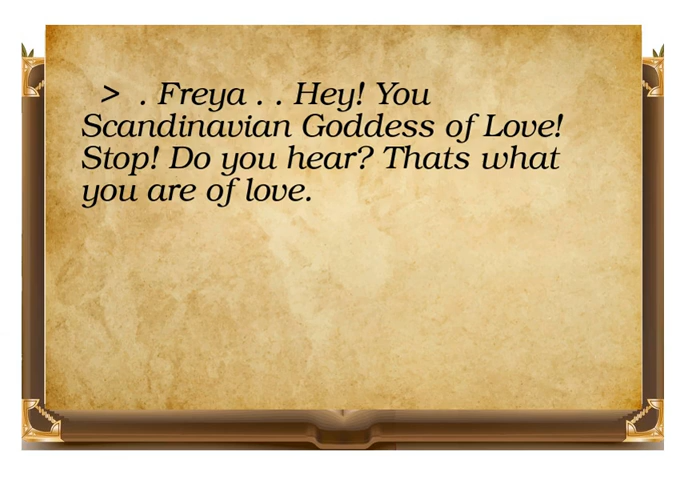 > . Freya . . Hey! You
Scandinavian Goddess of Love!
Stop! Do you hear? Thats what
you are of love.